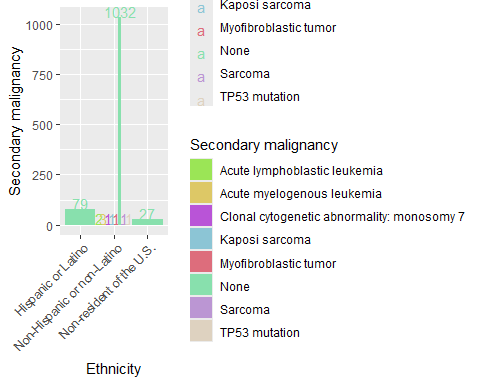 a Kaposi sarcoma
a Myofibroblastic tumor
a None
a Sarcoma
a TP53 mutation
Secondary malignancy
1000
750
500
250
0
1032
79
27
Hispanic or Latino
Non-Hispanic or non-Latino
Non-resident of the U.S.
Ethnicity
Secondary malignancy
Acute lymphoblastic leukemia
Acute myelogenous leukemia
Clonal cytogenetic abnormality: monosomy 7
Kaposi sarcoma
Myofibroblastic tumor
None
Sarcoma
TP53 mutation